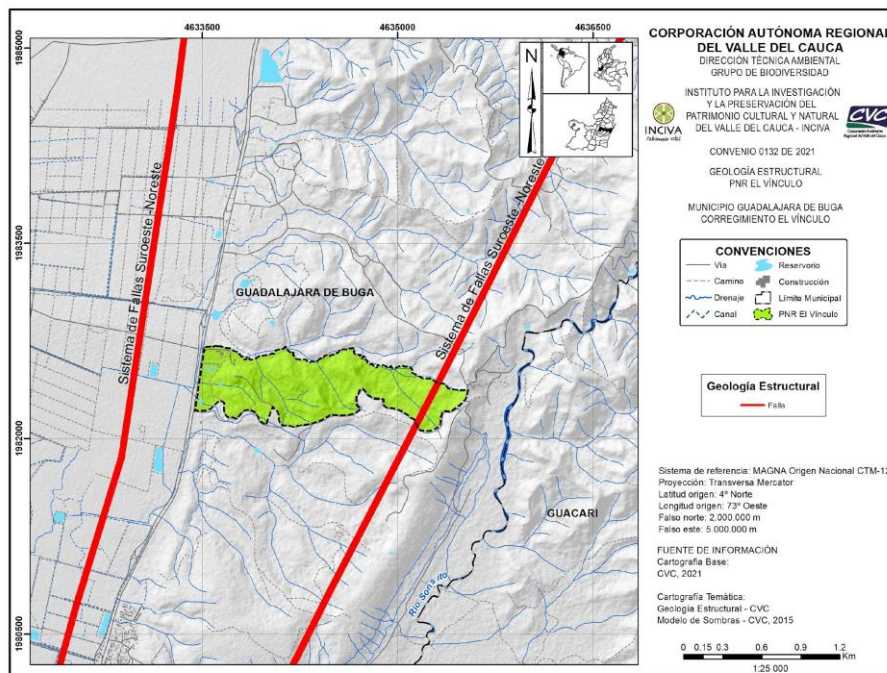 4633500
4635000
4636500
1985000
1983500
1982000
1980500
1985000
N
Sistema de Fallas Suroeste -Noreste
Sistema de Fallas Suroeste -Noreste
GUADALAJARA DE BUGA
GUACARÍ
CORPORACIÓN AUTÓNOMA REGIONAL
DEL VALLE DEL CAUCA
DIRECCIÓN TÉCNICA AMBIENTAL
GRUPO DE BIODIVERSIDAD
INSTITUTO PARA LA INVESTIGACIÓN
Y LA PRESERVACIÓN DEL
PATRIMONIO CULTURAL Y NATURAL
DEL VALLE DEL CAUCA - INCIVA
INCIVA
CVC
CONVENIO 0132 DE 2021
GEOLOGÍA ESTRUCTURAL
PNR EL VÍNCULO
MUNICIPIO GUADALAJARA DE BUGA
CORREGIMIENTO EL VÍNCULO
CONVENCIONES
Vía
Camino
Drenaje
Canal
Reservorio
Construcción
Límite Municipal
PNR El Vínculo
Geología Estructural
Falla
Sistema de referencia: MAGNA Origen Nacional CTM-12
Proyección: Transversa Mercator
Latitud origen: 4º Norte
Longitud origen: 73º Oeste
Falso norte: 2.000.000 m
Falso este: 5.000.000 m
FUENTE DE INFORMACIÓN
Cartografía Base:
CVC, 2021
Cartografía Temática:
Geología Estructural - CVC
Modelo de Sombras - CVC, 2015
0 0.15 0.3 0.6 0.9 1.2
Km
1:25 000